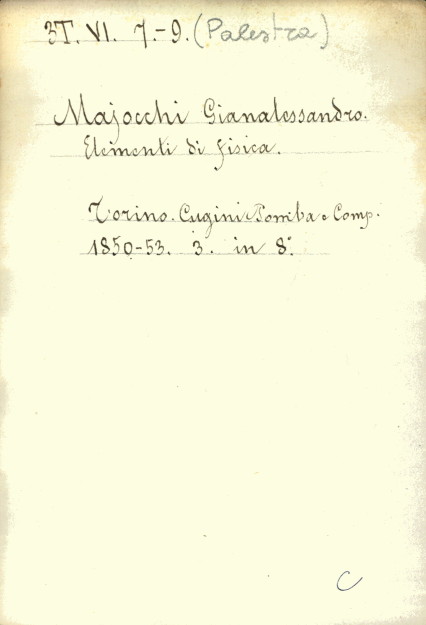 3T. VI. 7.-9. (Palestra)
Majocchi Gianalessandro.
Elementi di fisica.
Torino. Cugini Pomba e Comp.
1850-53. 3. in 8°.
C